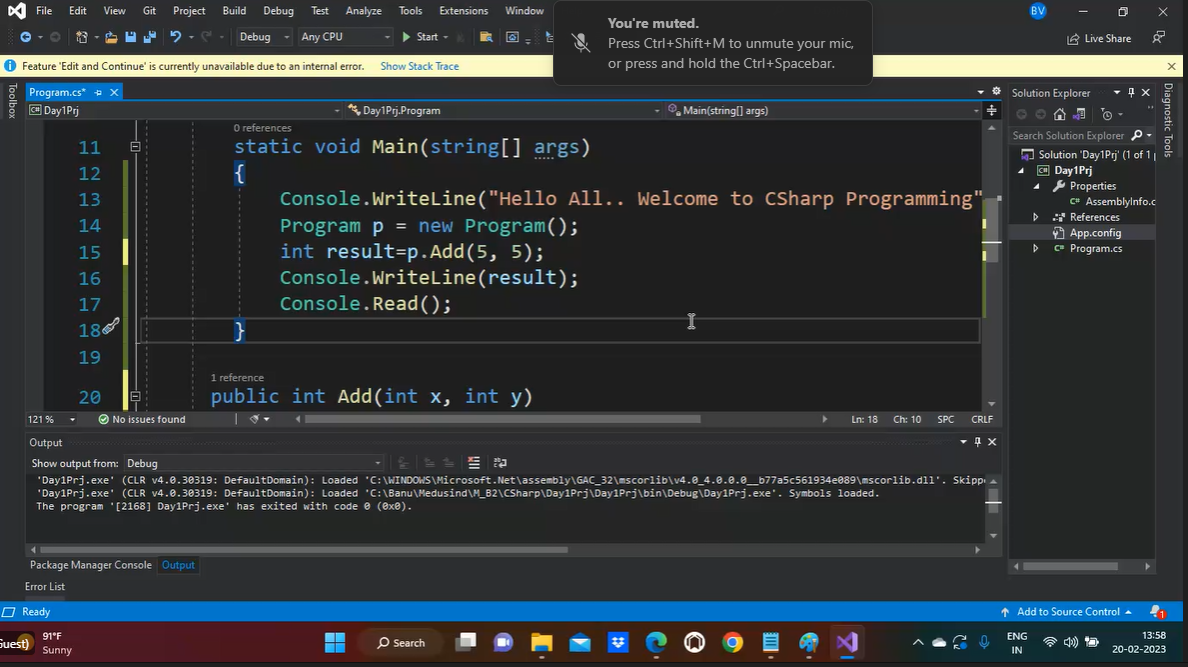 File Edit View Git Project Build Debug Test Analyze Tools Extensions Window
BV
You're muted.
Press Ctrl+Shift+M to unmute your mic,
or press and hold the Ctrl+Spacebar.
Debug Any CPU Start Live Share
Feature 'Edit and Continue' is currently unavailable due to an internal error. Show Stack Trace
Toolbox
Program.cs*
Day1Prj Day1Prj.Program Main(string[] args)
0 references
11 static void Main(string[] args)
12 {
13 Console.WriteLine("Hello All.. Welcome to CSharp Programming"
14 Program p = new Program();
15 int result=p.Add(5, 5);
16 Console.WriteLine(result);
17 Console.Read();
18 }
19
1 reference
20 public int Add(int x, int y)
121 % No issues found Ln: 18 Ch: 10 SPC CRLF
Solution Explorer
Search Solution Explorer
Solution 'Day1Prj' (1 of 1 p
Day1Prj
Properties
AssemblyInfo.c
References
App.config
Program.cs
Diagnostic Tools
Output
Show output from: Debug
'Day1Prj.exe' (CLR v4.0.30319: DefaultDomain): Loaded 'C:\WINDOWS\Microsoft.Net\assembly\GAC_32\mscorlib\v4.0_4.0.0.0__b77a5c561934e089\mscorlib.dll'. Skippe
'Day1Prj.exe' (CLR v4.0.30319: DefaultDomain): Loaded 'C:\Banu\Medusind\M_B2\CSharp\Day1Prj\Day1Prj\bin\Debug\Day1Prj.exe'. Symbols loaded.
The program '[2168] Day1Prj.exe' has exited with code 0 (0x0).
Package Manager Console Output
Error List
Ready Add to Source Control 1
Guest)
91°F
Sunny
Search
ENG
IN
13:58
20-02-2023